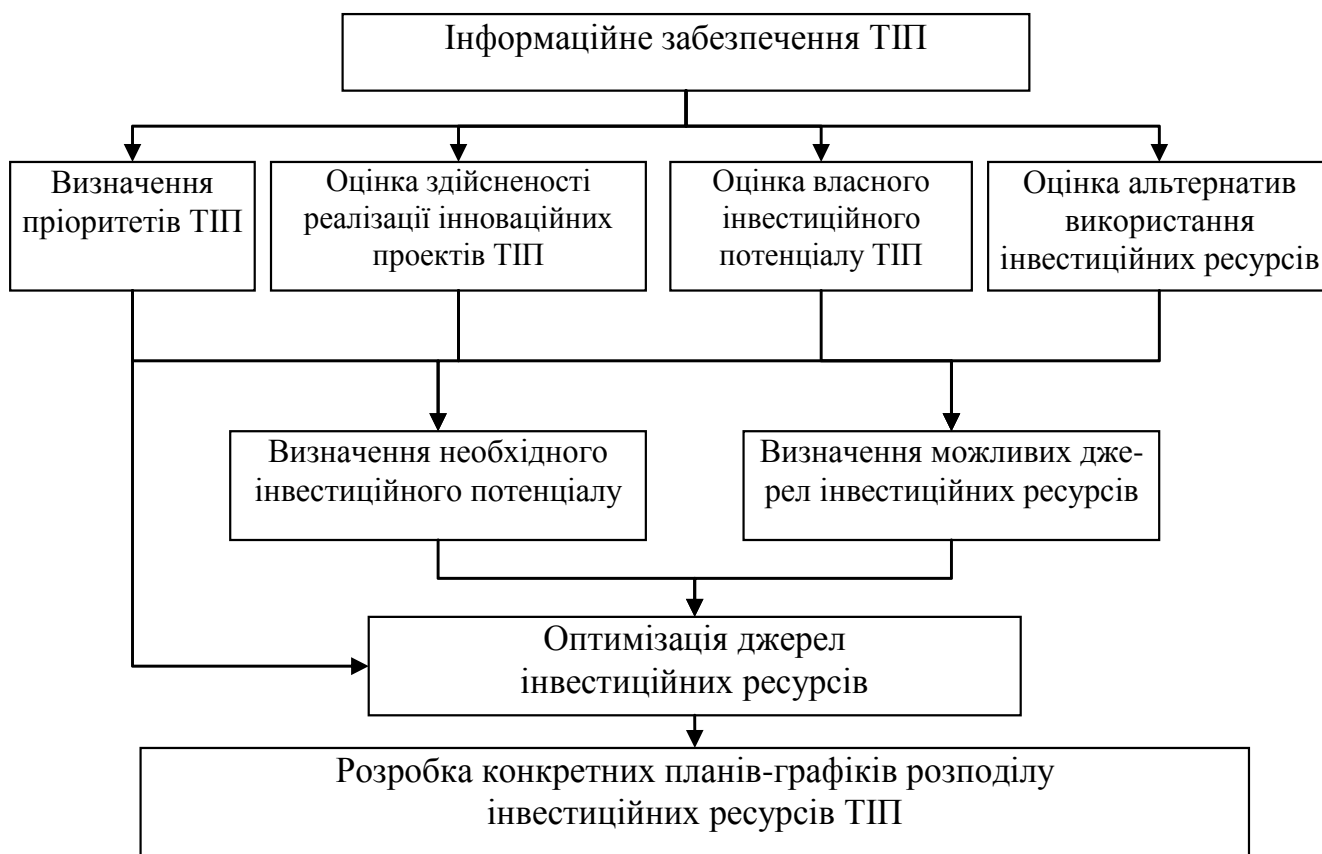 Інформаційне забезпечення ТІП
Визначення
пріоритетів ТІП
Оцінка здійсненості
реалізації інноваційних
проектів ТІП
Оцінка власного
інвестиційного
потенціалу ТІП
Оцінка альтернатив
використання
інвестиційних ресурсів
Визначення необхідного
інвестиційного потенціалу
Визначення можливих дже-
рел інвестиційних ресурсів
Оптимізація джерел
інвестиційних ресурсів
Розробка конкретних планів-графіків розподілу
інвестиційних ресурсів ТІП